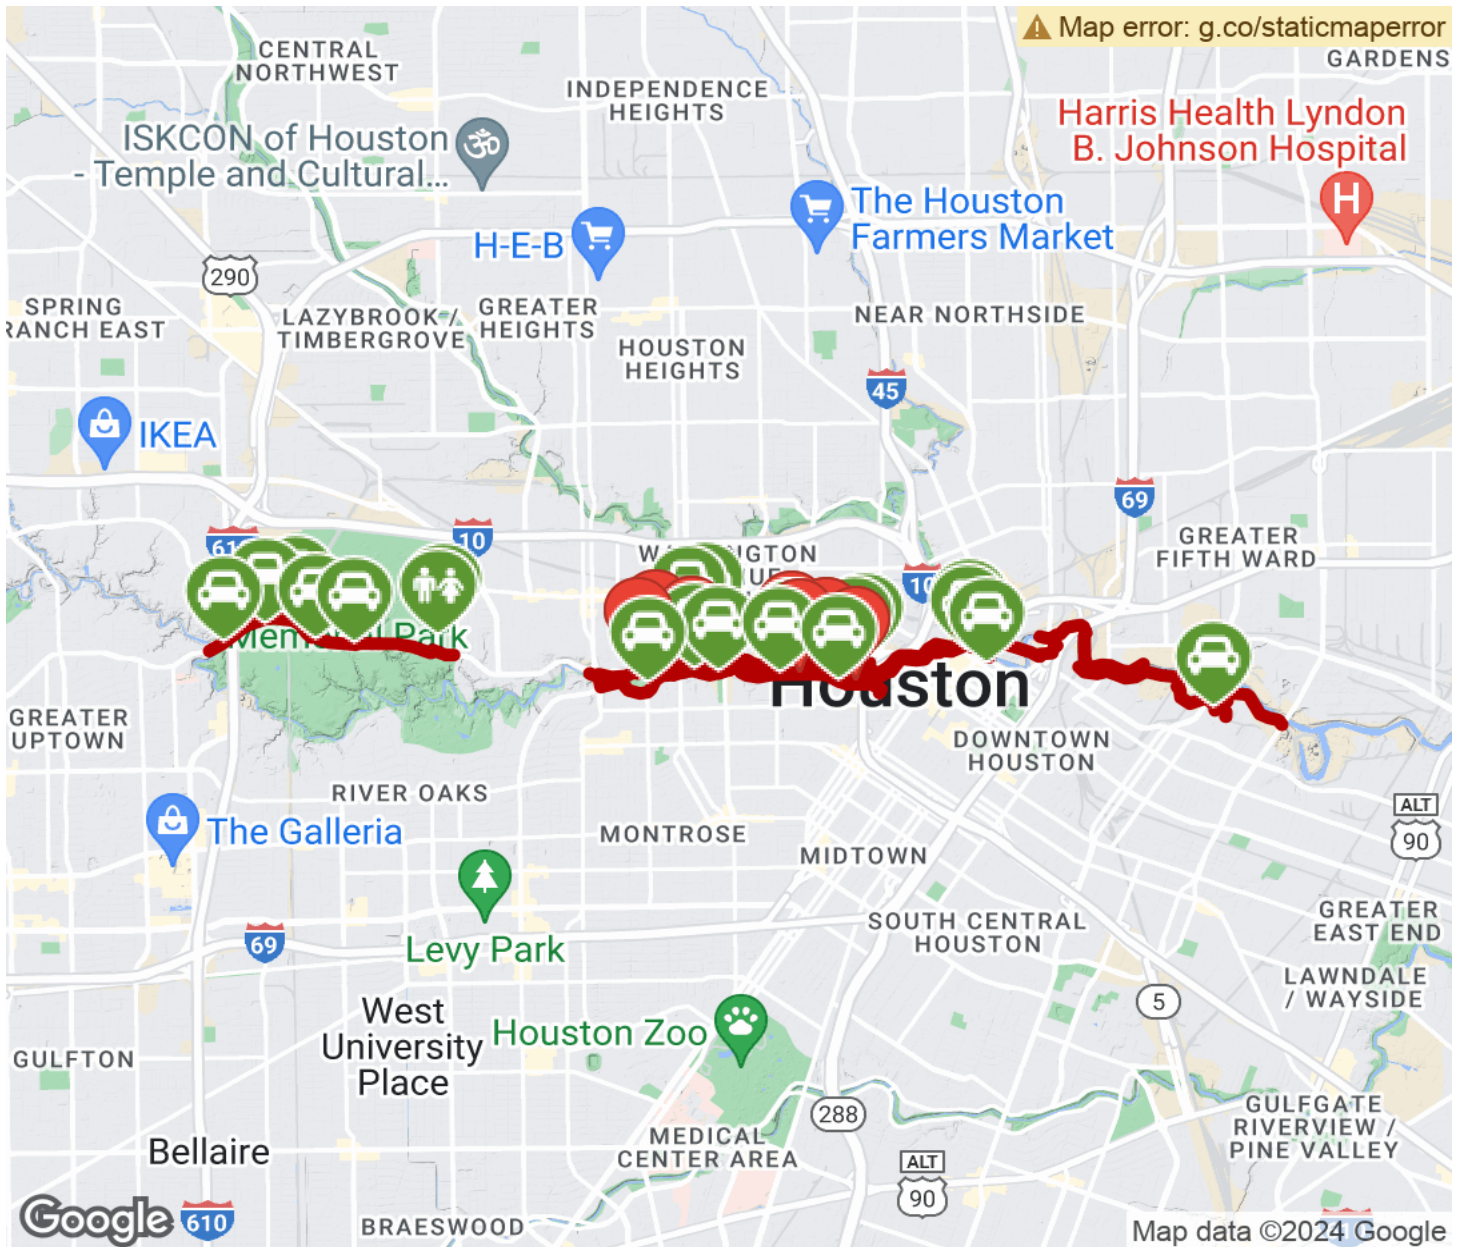 Map error: g.co/staticmaperror
CENTRAL
NORTHWEST
GARDENS
INDEPENDENCE
HEIGHTS
Harris Health Lyndon
B. Johnson Hospital
H
ISKCON of Houston
- Temple and Cultural...
The Houston
Farmers Market
H-E-B
290
SPRING
RANCH EAST
LAZYBROOK /
TIMBERGROVE
GREATER
HEIGHTS
NEAR NORTHSIDE
HOUSTON
HEIGHTS
45
IKEA
69
GREATER
FIFTH WARD
10
10
Memorial Park
Houston
GREATER
UPTOWN
DOWNTOWN
HOUSTON
RIVER OAKS
ALT
90
The Galleria
MONTROSE
MIDTOWN
SOUTH CENTRAL
HOUSTON
GREATER
EAST END
69
Levy Park
LAWNDALE
/ WAYSIDE
5
West
University
Place
Houston Zoo
GULFTON
288
GULFGATE
RIVERVIEW /
PINE VALLEY
Bellaire
MEDICAL
CENTER AREA
ALT
90
Google
610
BRAESWOOD
Map data ©2024 Google